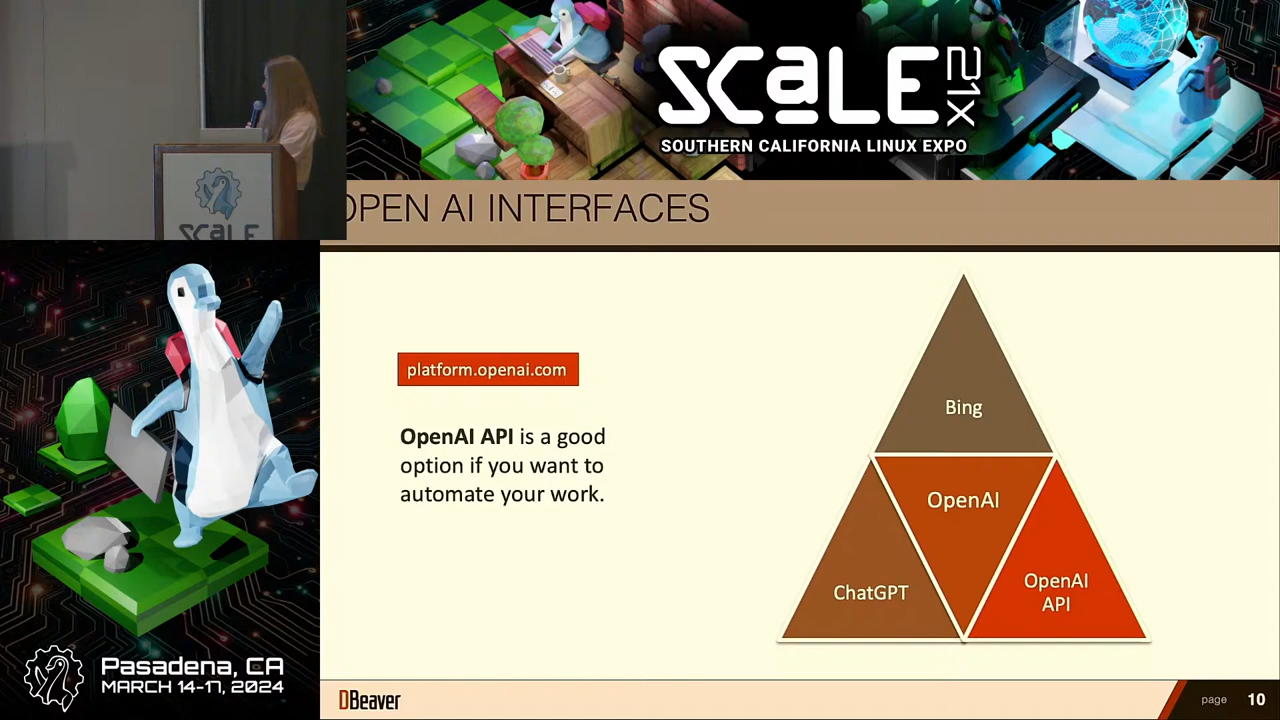 SCALE 21X
SOUTHERN CALIFORNIA LINUX EXPO
SCALE
OPEN AI INTERFACES
platform.openai.com
OpenAI API is a good
option if you want to
automate your work.
Bing
OpenAI
ChatGPT
OpenAI
API
Pasadena, CA
MARCH 14-17, 2024
DBeaver
page 10